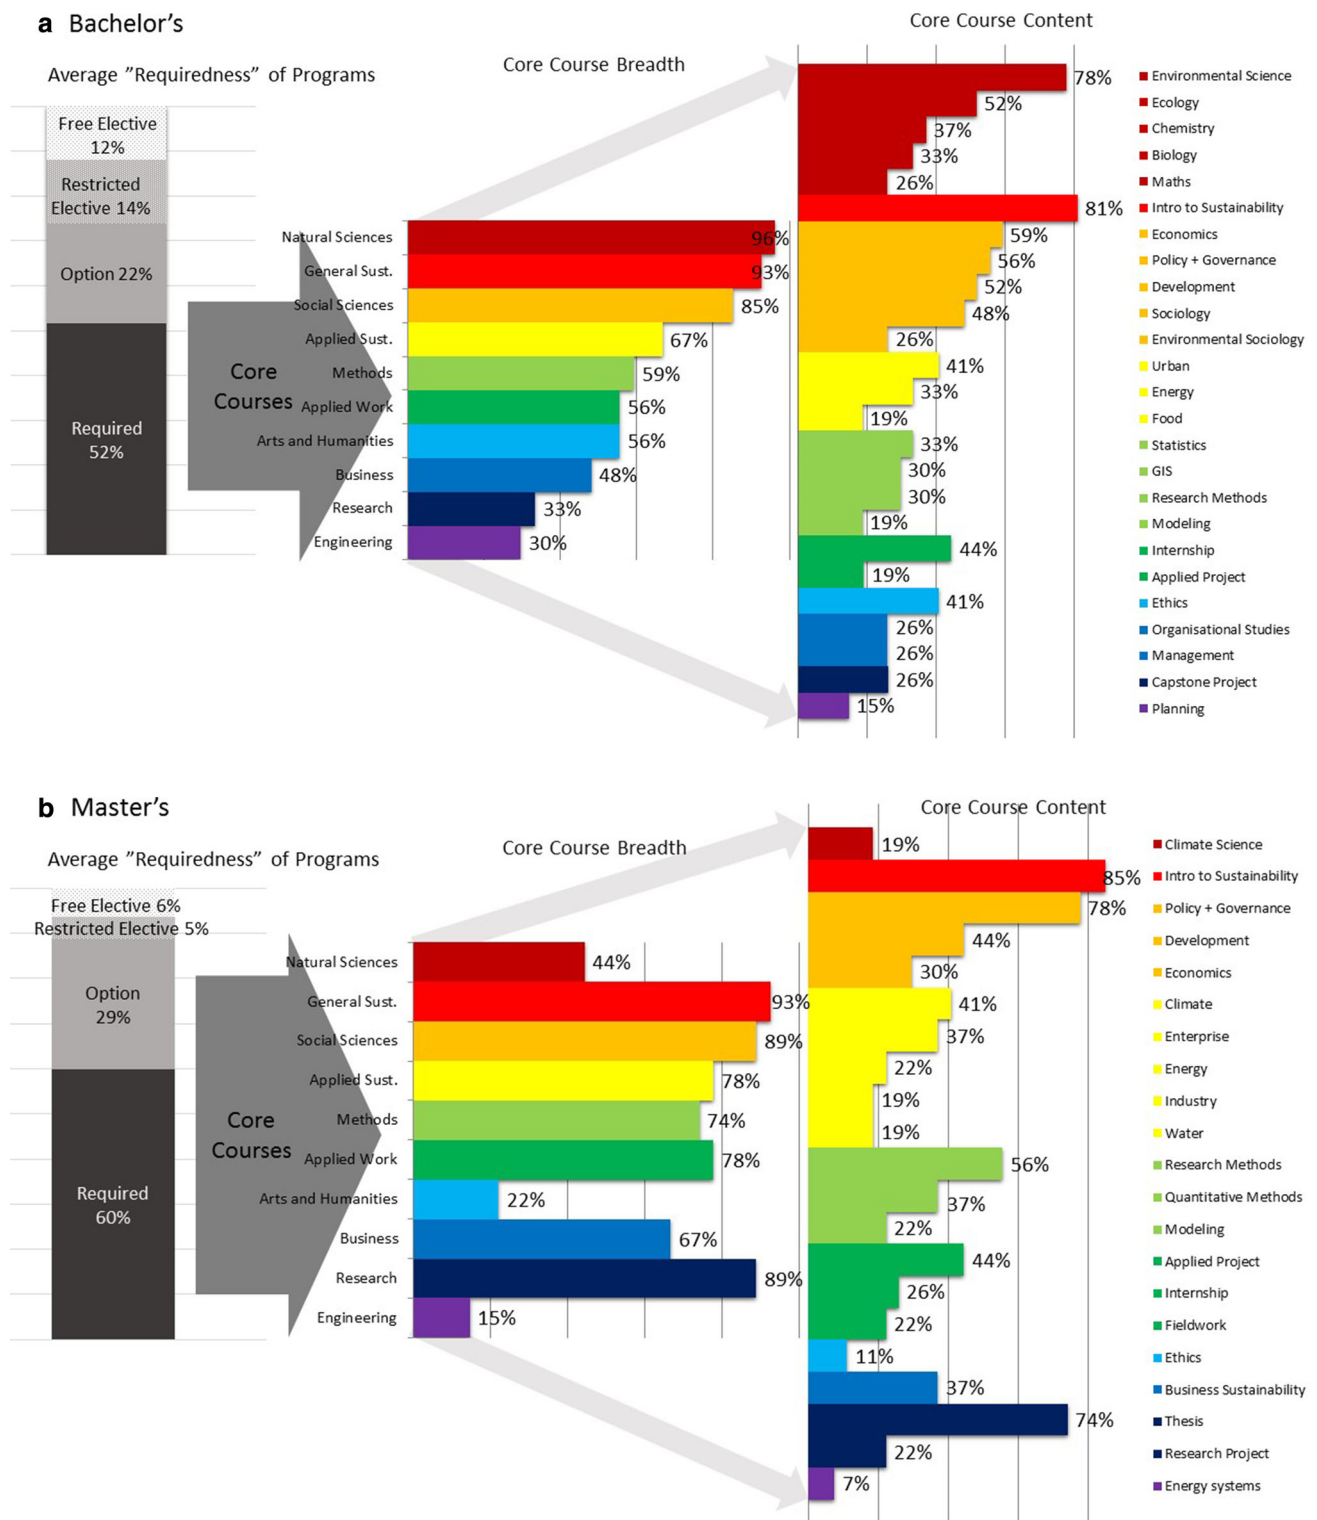 a Bachelor's
Core Course Content
Core Course Breadth
Average ”Requiredness” of Programs
Free Elective
12%
Restricted
Elective 14%
Option 22%
Required
52%
Core
Courses
Natural Sciences 96%
General Sust. 93%
Social Sciences 85%
Applied Sust. 67%
Methods 59%
Applied Work 56%
Arts and Humanities 56%
Business 48%
Research 33%
Engineering 30%
78% Environmental Science
52% Ecology
37% Chemistry
33% Biology
26% Maths
81% Intro to Sustainability
59% Economics
56% Policy + Governance
52% Development
48% Sociology
26% Environmental Sociology
41% Urban
33% Energy
19% Food
33% Statistics
30% GIS
30% Research Methods
19% Modeling
44% Internship
19% Applied Project
41% Ethics
26% Organisational Studies
26% Management
26% Capstone Project
15% Planning
b Master's
Core Course Content
Core Course Breadth
Average ”Requiredness” of Programs
Free Elective 6%
Restricted Elective 5%
Option
29%
Required
60%
Core
Courses
Natural Sciences 44%
General Sust. 93%
Social Sciences 89%
Applied Sust. 78%
Methods 74%
Applied Work 78%
Arts and Humanities 22%
Business 67%
Research 89%
Engineering 15%
19% Climate Science
85% Intro to Sustainability
78% Policy + Governance
44% Development
30% Economics
41% Climate
37% Enterprise
22% Energy
19% Industry
19% Water
56% Research Methods
37% Quantitative Methods
22% Modeling
44% Applied Project
26% Internship
22% Fieldwork
11% Ethics
37% Business Sustainability
74% Thesis
22% Research Project
7% Energy systems